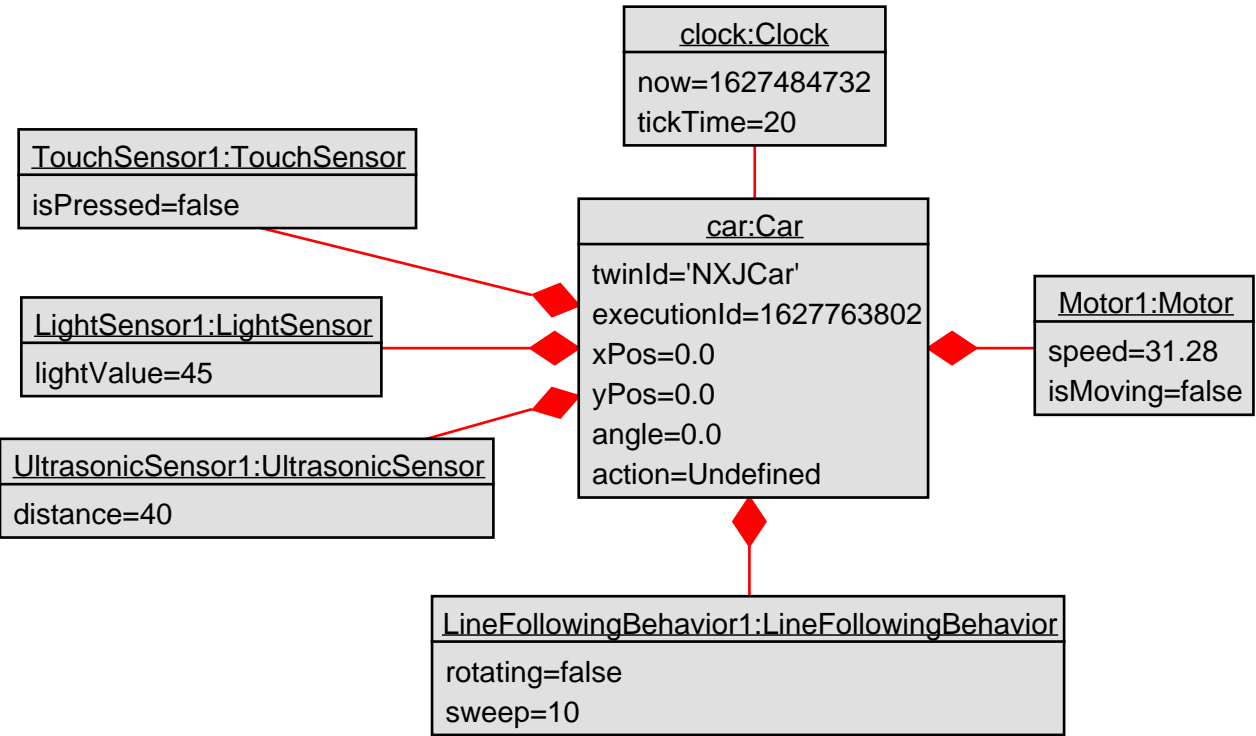 clock:Clock
now=1627484732
tickTime=20
TouchSensor1:TouchSensor
isPressed=false
car:Car
twinId='NXJCar'
executionId=1627763802
xPos=0.0
yPos=0.0
angle=0.0
action=Undefined
LightSensor1:LightSensor
lightValue=45
Motor1:Motor
speed=31.28
isMoving=false
UltrasonicSensor1:UltrasonicSensor
distance=40
LineFollowingBehavior1:LineFollowingBehavior
rotating=false
sweep=10